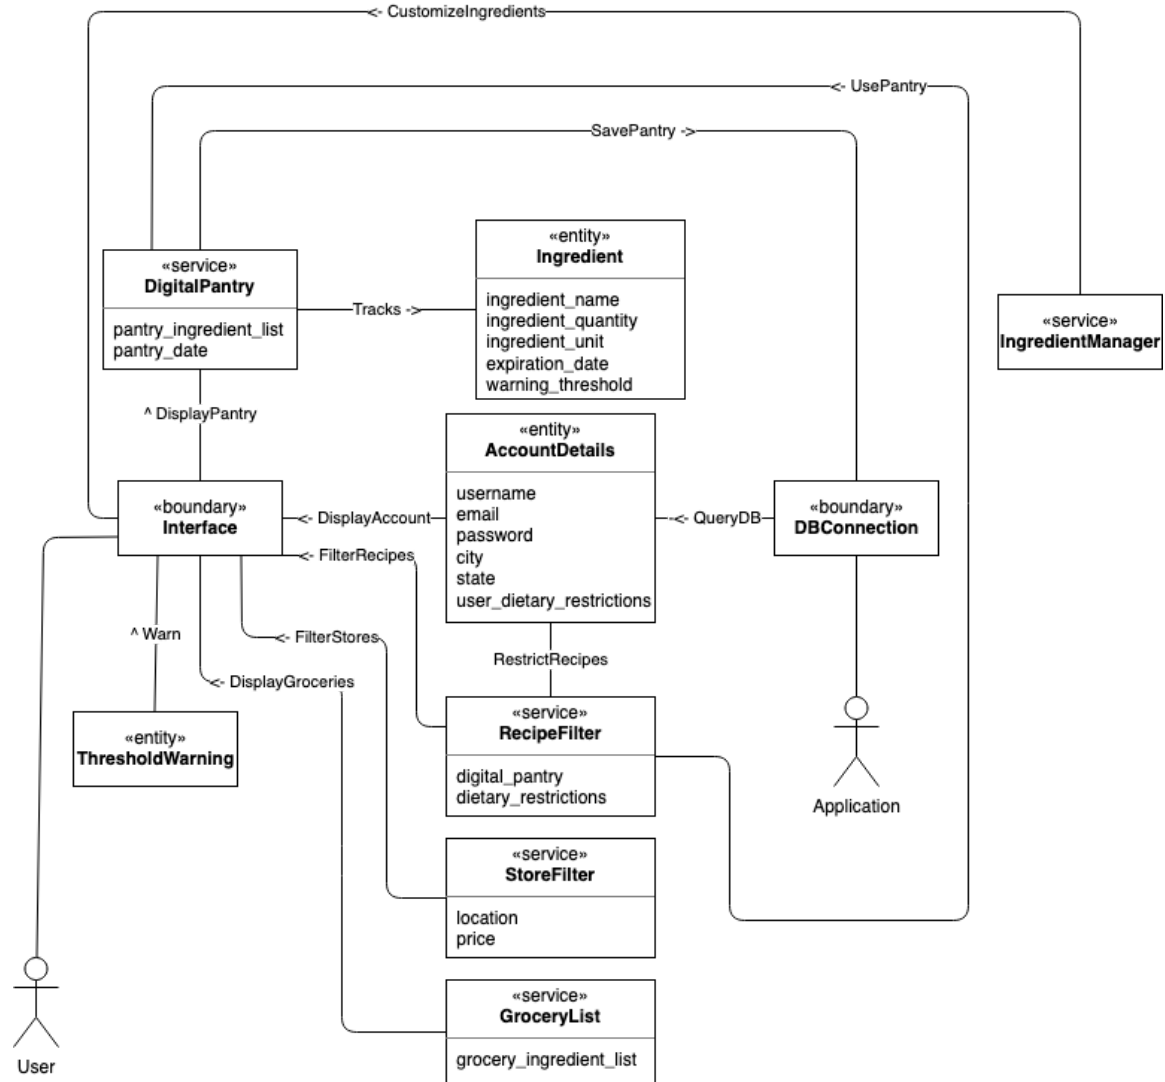 <- CustomizeIngredients
<- UsePantry
SavePantry ->
«service»
DigitalPantry
pantry_ingredient_list
pantry_date
Tracks ->
«entity»
Ingredient
ingredient_name
ingredient_quantity
ingredient_unit
expiration_date
warning_threshold
«service»
IngredientManager
^ DisplayPantry
«entity»
AccountDetails
username
email
password
city
state
user_dietary_restrictions
«boundary»
Interface
<- DisplayAccount
<- QueryDB
«boundary»
DBConnection
<- FilterRecipes
^ Warn
<- FilterStores
RestrictRecipes
<- DisplayGroceries
«entity»
ThresholdWarning
«service»
RecipeFilter
digital_pantry
dietary_restrictions
Application
«service»
StoreFilter
location
price
«service»
GroceryList
grocery_ingredient_list
User